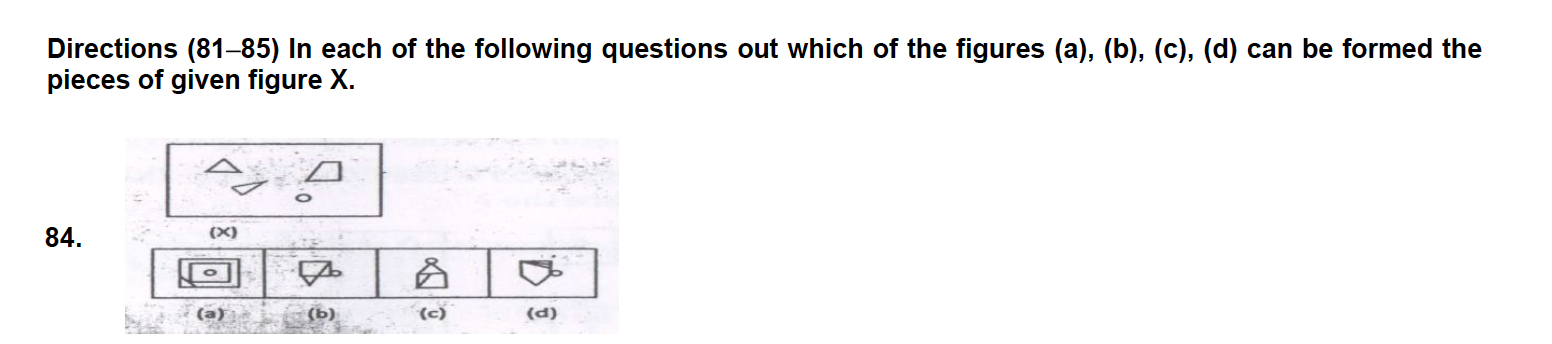 Directions (81–85) In each of the following questions out which of the figures (a), (b), (c), (d) can be formed the
pieces of given figure X.
84.
(X)
(a) (b) (c) (d)